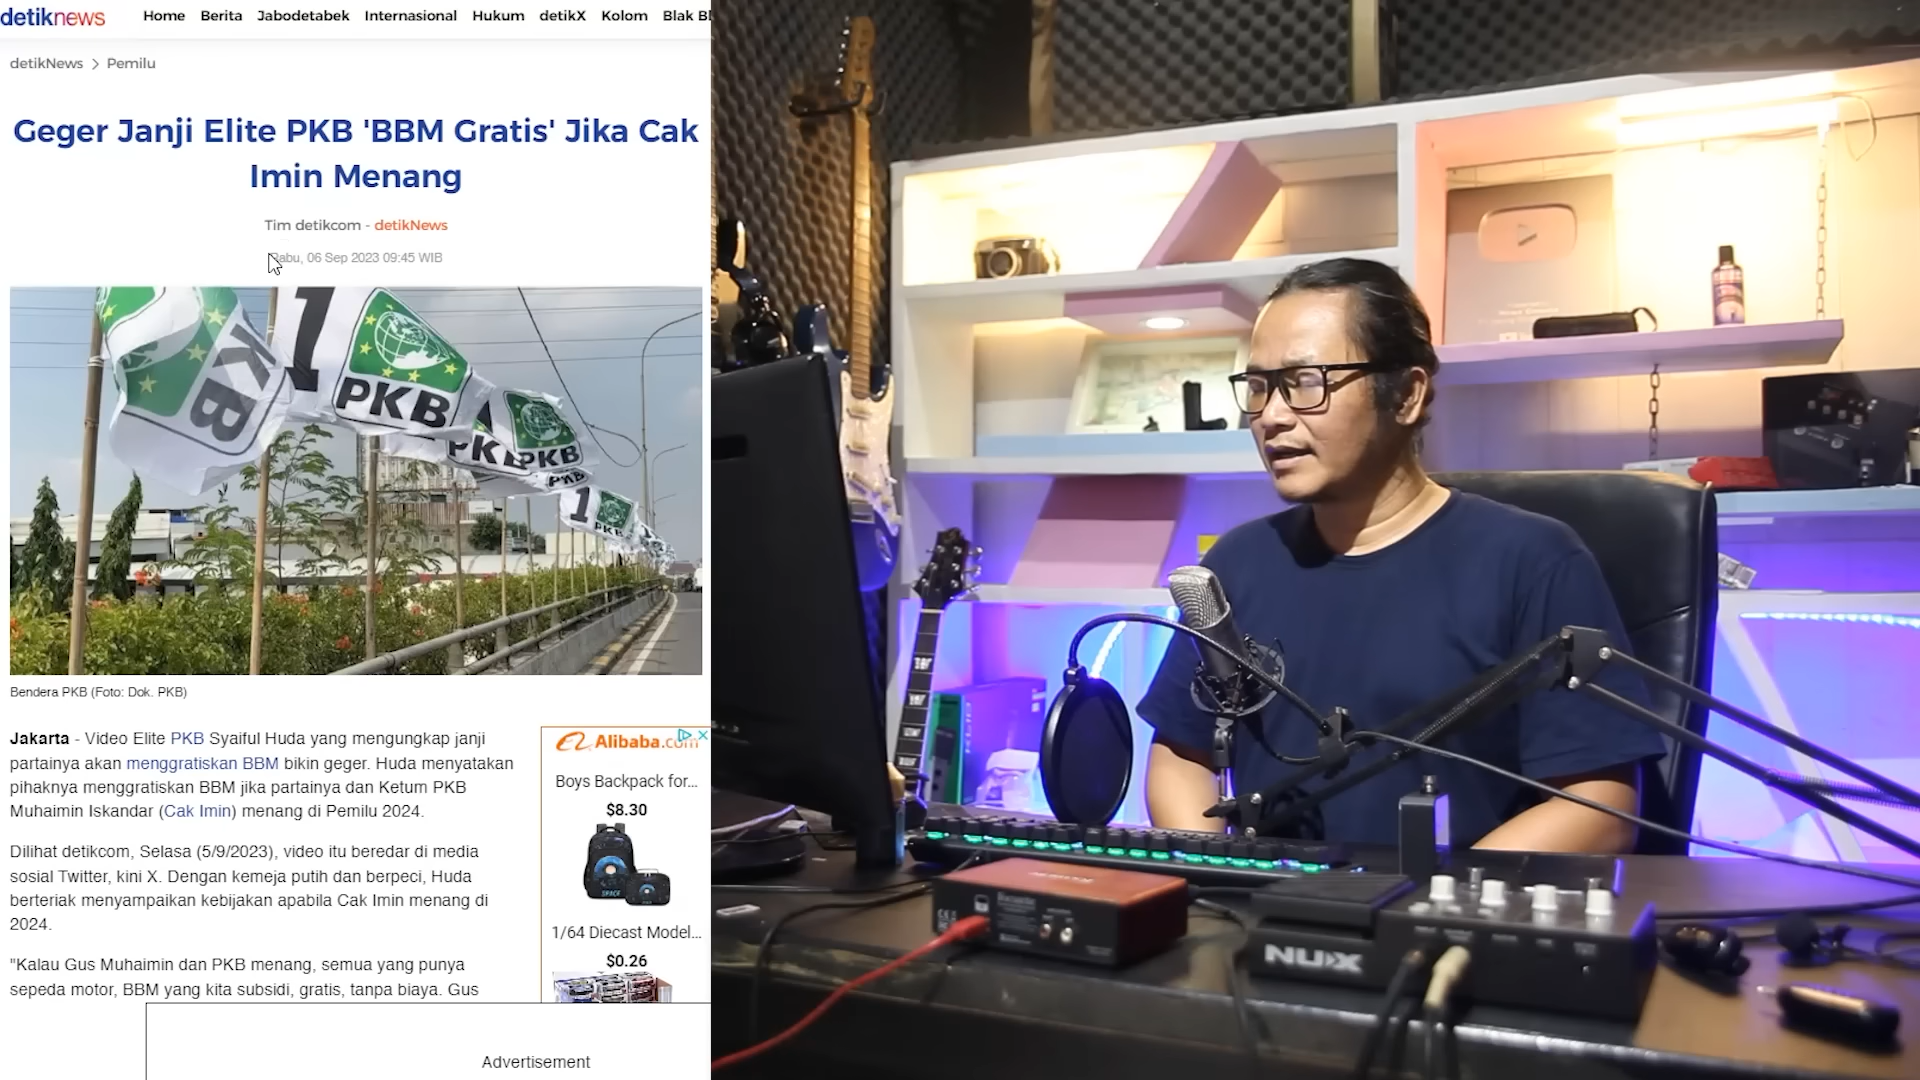 detiknews
Home Berita Jabodetabek Internasional Hukum detikX Kolom
detikNews > Pemilu
Geger Janji Elite PKB 'BBM Gratis' Jika Cak
Imin Menang
Tim detikcom - detikNews
06 Sep 2023 09:45 WIB
PKB
1
PKB
PKB
PKB
1
PKB
Bendera PKB (Foto: Dok. PKB)
Jakarta - Video Elite PKB Syaiful Huda yang mengungkap janji
partainya akan menggratiskan BBM bikin geger. Huda menyatakan
pihaknya menggratiskan BBM jika partainya dan Ketum PKB
Muhaimin Iskandar (Cak Imin) menang di Pemilu 2024.
Dilihat detikcom, Selasa (5/9/2023), video itu beredar di media
sosial Twitter, kini X. Dengan kemeja putih dan berpeci, Huda
berteriak menyampaikan kebijakan apabila Cak Imin menang di
2024.
"Kalau Gus Muhaimin dan PKB menang, semua yang punya
sepeda motor, BBM yang kita subsidi, gratis, tanpa biaya. Gus
Alibaba.com
Boys Backpack for...
$8.30
SPACE
1/64 Diecast Model...
$0.26
Advertisement
NUX